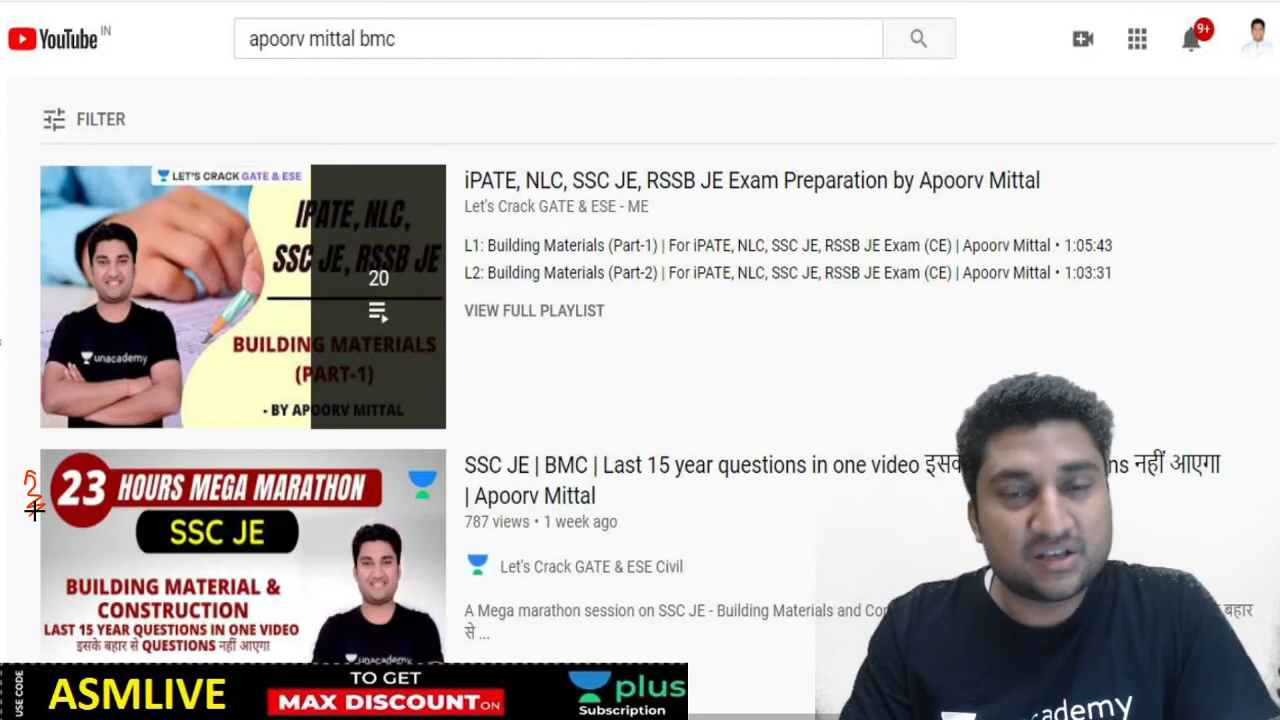 YouTube IN
apoorv mittal bmc
9+
FILTER
LET'S CRACK GATE & ESE
IPATE, NLC,
SSC JE, RSSB JE
20
BUILDING MATERIALS
(PART-1)
- BY APOORV MITTAL
unacademy
iPATE, NLC, SSC JE, RSSB JE Exam Preparation by Apoorv Mittal
Let's Crack GATE & ESE - ME
L1: Building Materials (Part-1) | For iPATE, NLC, SSC JE, RSSB JE Exam (CE) | Apoorv Mittal • 1:05:43
L2: Building Materials (Part-2) | For iPATE, NLC, SSC JE, RSSB JE Exam (CE) | Apoorv Mittal • 1:03:31
VIEW FULL PLAYLIST
23 HOURS MEGA MARATHON
SSC JE
BUILDING MATERIAL &
CONSTRUCTION
LAST 15 YEAR QUESTIONS IN ONE VIDEO
इसके बाहर से QUESTIONS नहीं आएगा
unacademy
SSC JE | BMC | Last 15 year questions in one video नहीं आएगा
| Apoorv Mittal
787 views • 1 week ago
Let's Crack GATE & ESE Civil
A Mega marathon session on SSC JE - Building Materials and बहार
से ...
USE CODE
ASMLIVE
TO GET
MAX DISCOUNT ON
plus
Subscription
unacademy